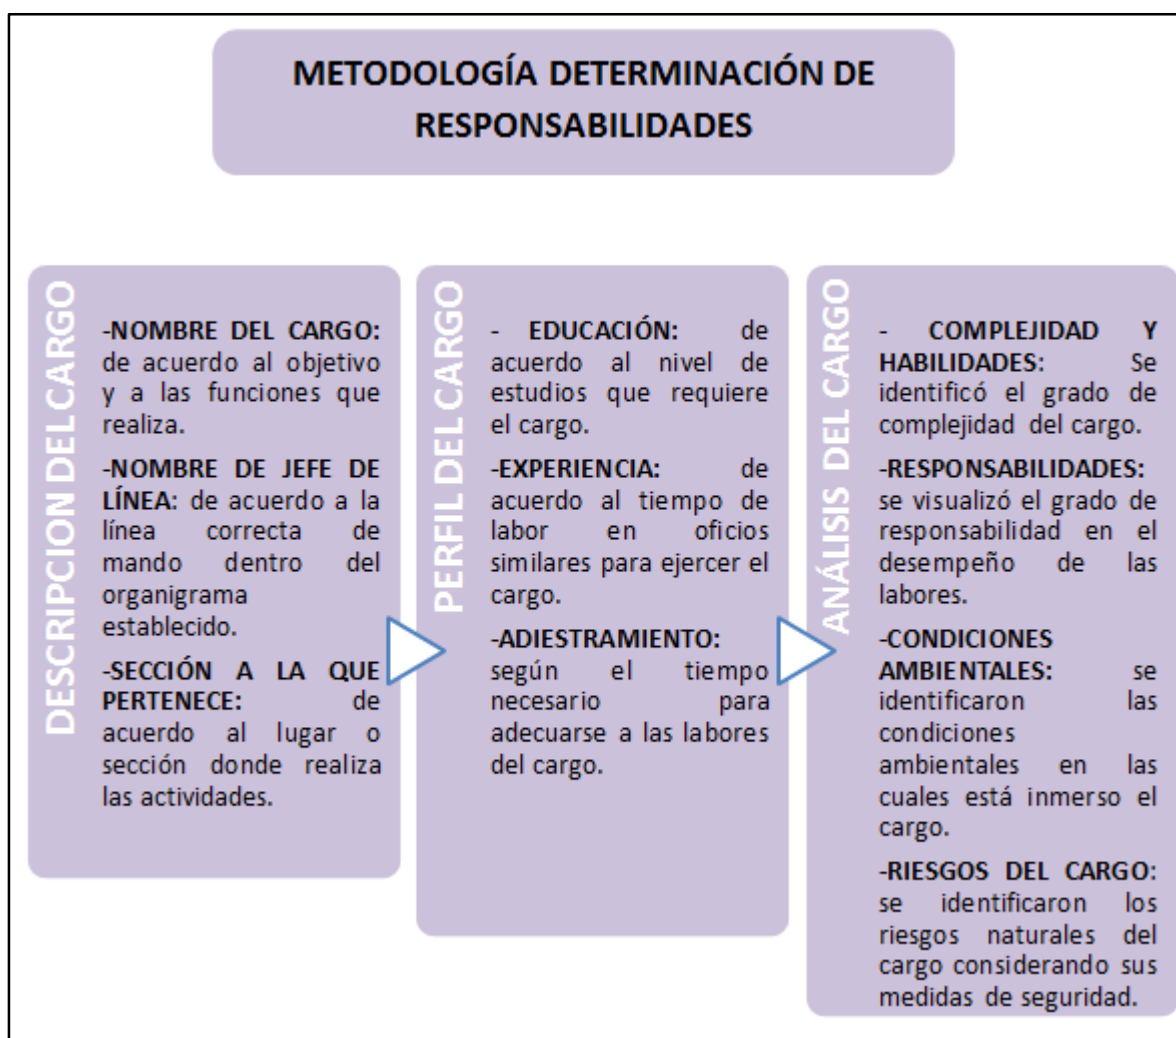 METODOLOGÍA DETERMINACIÓN DE
RESPONSABILIDADES
DESCRIPCION DEL CARGO
-NOMBRE DEL CARGO:
de acuerdo al objetivo
y a las funciones que
realiza.
-NOMBRE DE JEFE DE
LÍNEA: de acuerdo a la
línea correcta de
mando dentro del
organigrama
establecido.
-SECCIÓN A LA QUE
PERTENECE: de
acuerdo al lugar o
sección donde realiza
las actividades.
PERFIL DEL CARGO
- EDUCACIÓN: de
acuerdo al nivel de
estudios que requiere
el cargo.
-EXPERIENCIA: de
acuerdo al tiempo de
labor en oficios
similares para ejercer el
cargo.
-ADIESTRAMIENTO:
según el tiempo
necesario para
adecuarse a las labores
del cargo.
ANÁLISIS DEL CARGO
- COMPLEJIDAD Y
HABILIDADES: Se
identificó el grado de
complejidad del cargo.
-RESPONSABILIDADES:
se visualizó el grado de
responsabilidad en el
desempeño de las
labores.
-CONDICIONES
AMBIENTALES: se
identificaron las
condiciones
ambientales en las
cuales está inmerso el
cargo.
-RIESGOS DEL CARGO:
se identificaron los
riesgos naturales del
cargo considerando sus
medidas de seguridad.